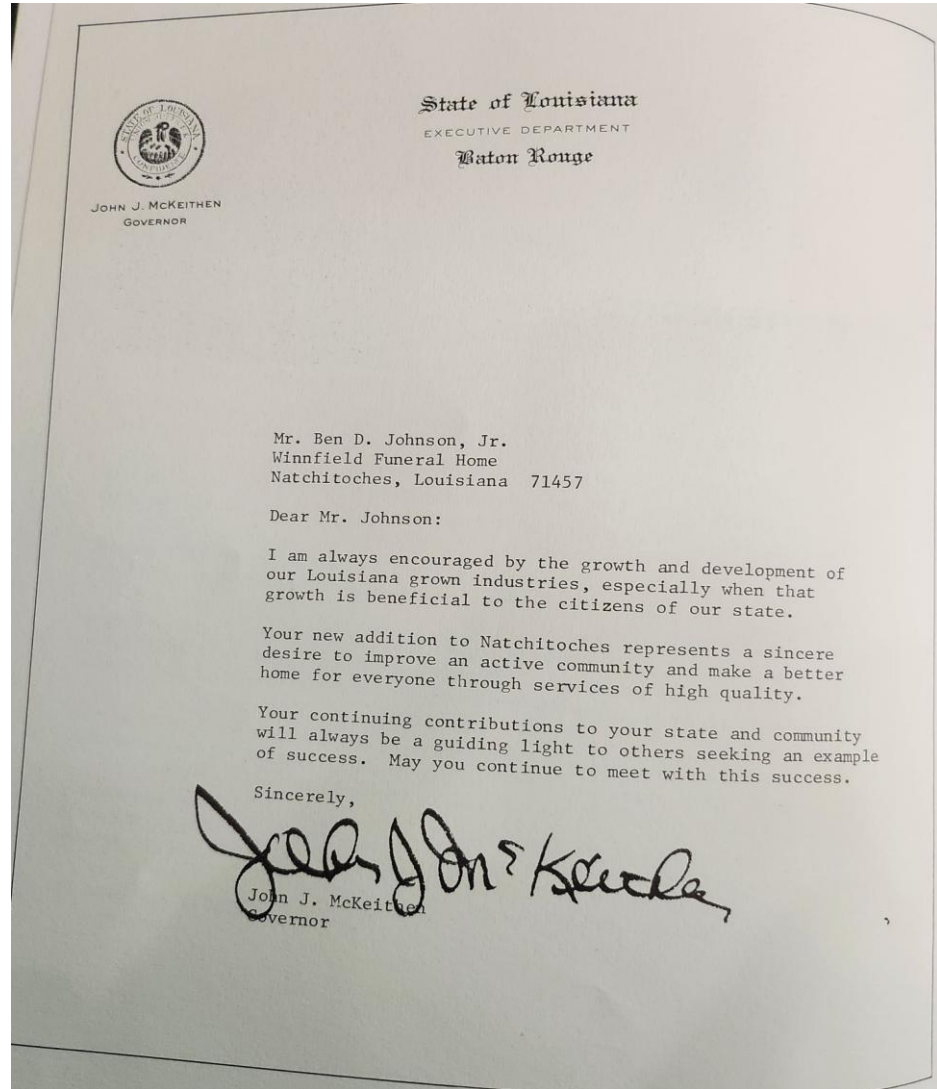 STATE OF LOUISIANA
CONFIDENCE
JOHN J. MCKEITHEN
GOVERNOR
State of Louisiana
EXECUTIVE DEPARTMENT
Baton Rouge
Mr. Ben D. Johnson, Jr.
Winnfield Funeral Home
Natchitoches, Louisiana 71457
Dear Mr. Johnson:
I am always encouraged by the growth and development of
our Louisiana grown industries, especially when that
growth is beneficial to the citizens of our state.
Your new addition to Natchitoches represents a sincere
desire to improve an active community and make a better
home for everyone through services of high quality.
Your continuing contributions to your state and community
will always be a guiding light to others seeking an example
of success. May you continue to meet with this success.
Sincerely,
John J. McKeithen
John J. McKeithen
Governor